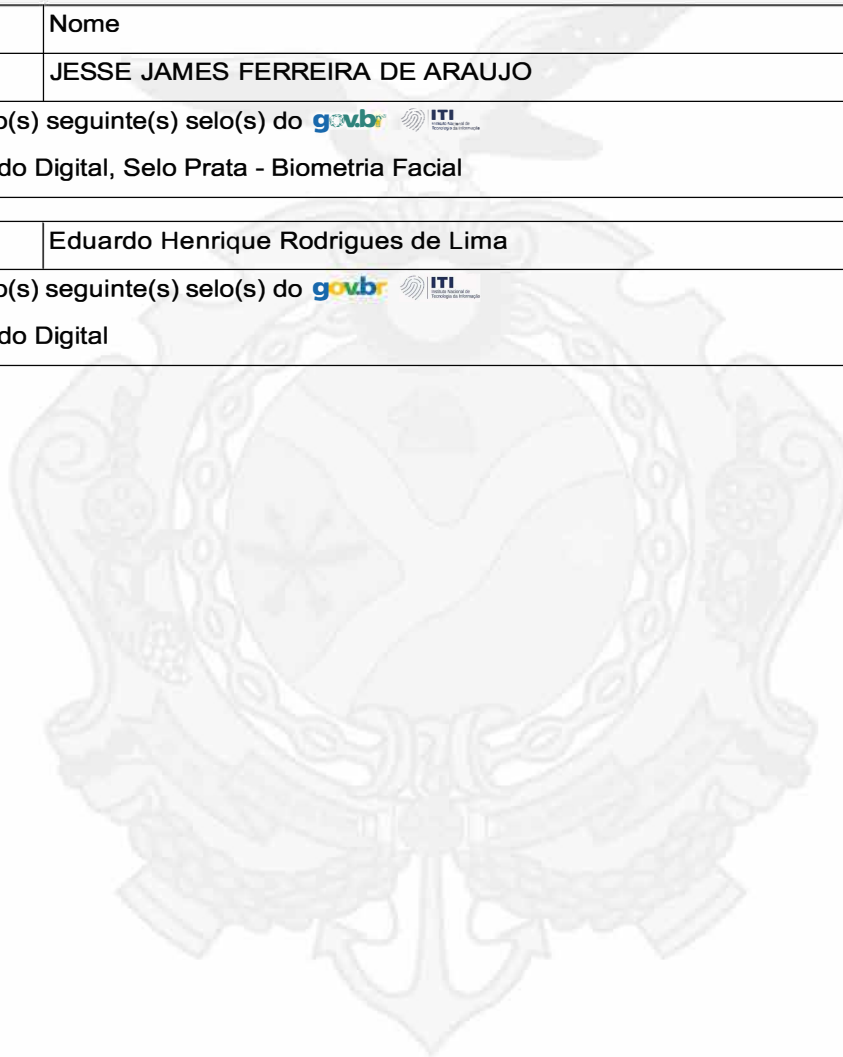 Nome
JESSE JAMES FERREIRA DE ARAUJO
o(s) seguinte(s) selo(s) do gov.br ITI
do Digital, Selo Prata - Biometria Facial
Eduardo Henrique Rodrigues de Lima
o(s) seguinte(s) selo(s) do gov.br ITI
do Digital